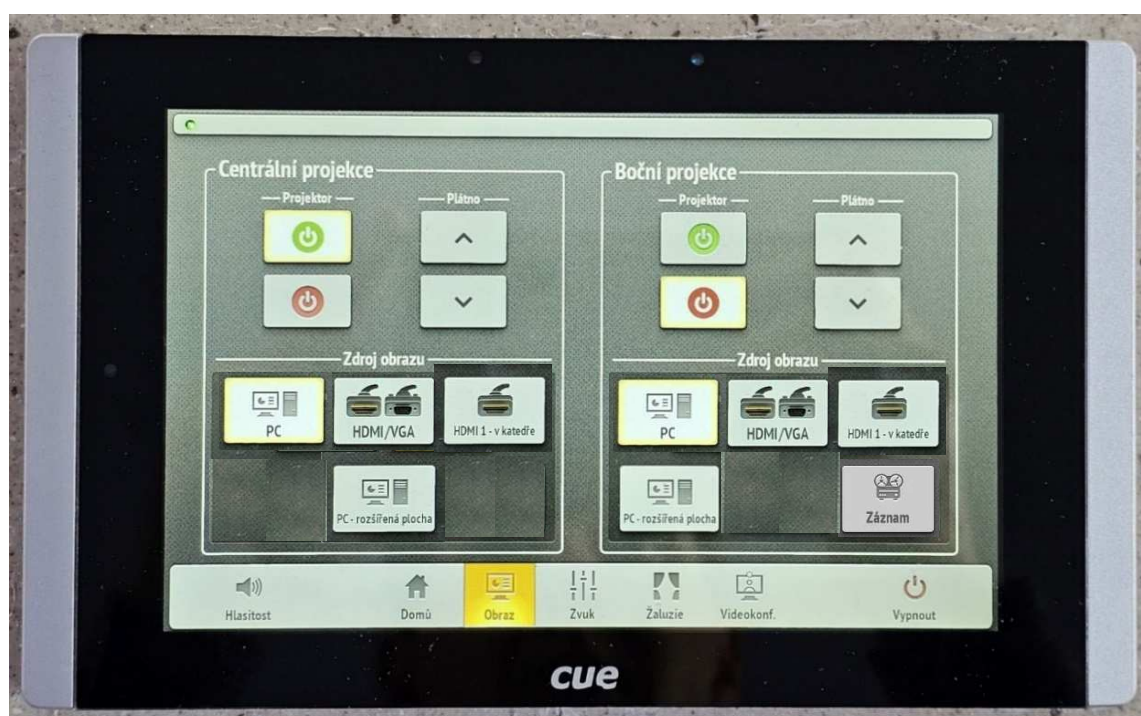 Centrální projekce
Projektor
Plátno
Zdroj obrazu
PC
HDMI/VGA
HDMI 1 - v katedře
PC - rozšířená plocha
Boční projekce
Projektor
Plátno
Zdroj obrazu
PC
HDMI/VGA
HDMI 1 - v katedře
PC - rozšířená plocha
Záznam
Hlasitost
Domů
Obraz
Zvuk
Žaluzie
Videokonf.
Vypnout
cue